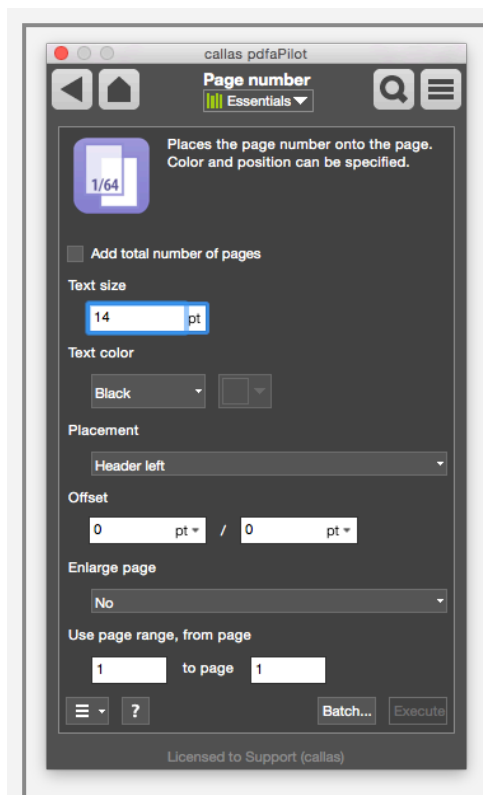 callas pdfaPilot
Page number
Essentials
Places the page number onto the page.
Color and position can be specified.
1/64
Add total number of pages
Text size
14 pt
Text color
Black
Placement
Header left
Offset
0 pt / 0 pt
Enlarge page
No
Use page range, from page
1 to page 1
? Batch... Execute
Licensed to Support (callas)